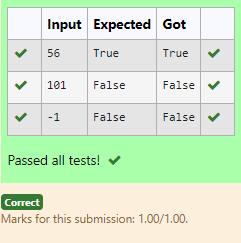 Input Expected Got
56 True True
101 False False
-1 False False
Passed all tests!
Correct
Marks for this submission: 1.00/1.00.